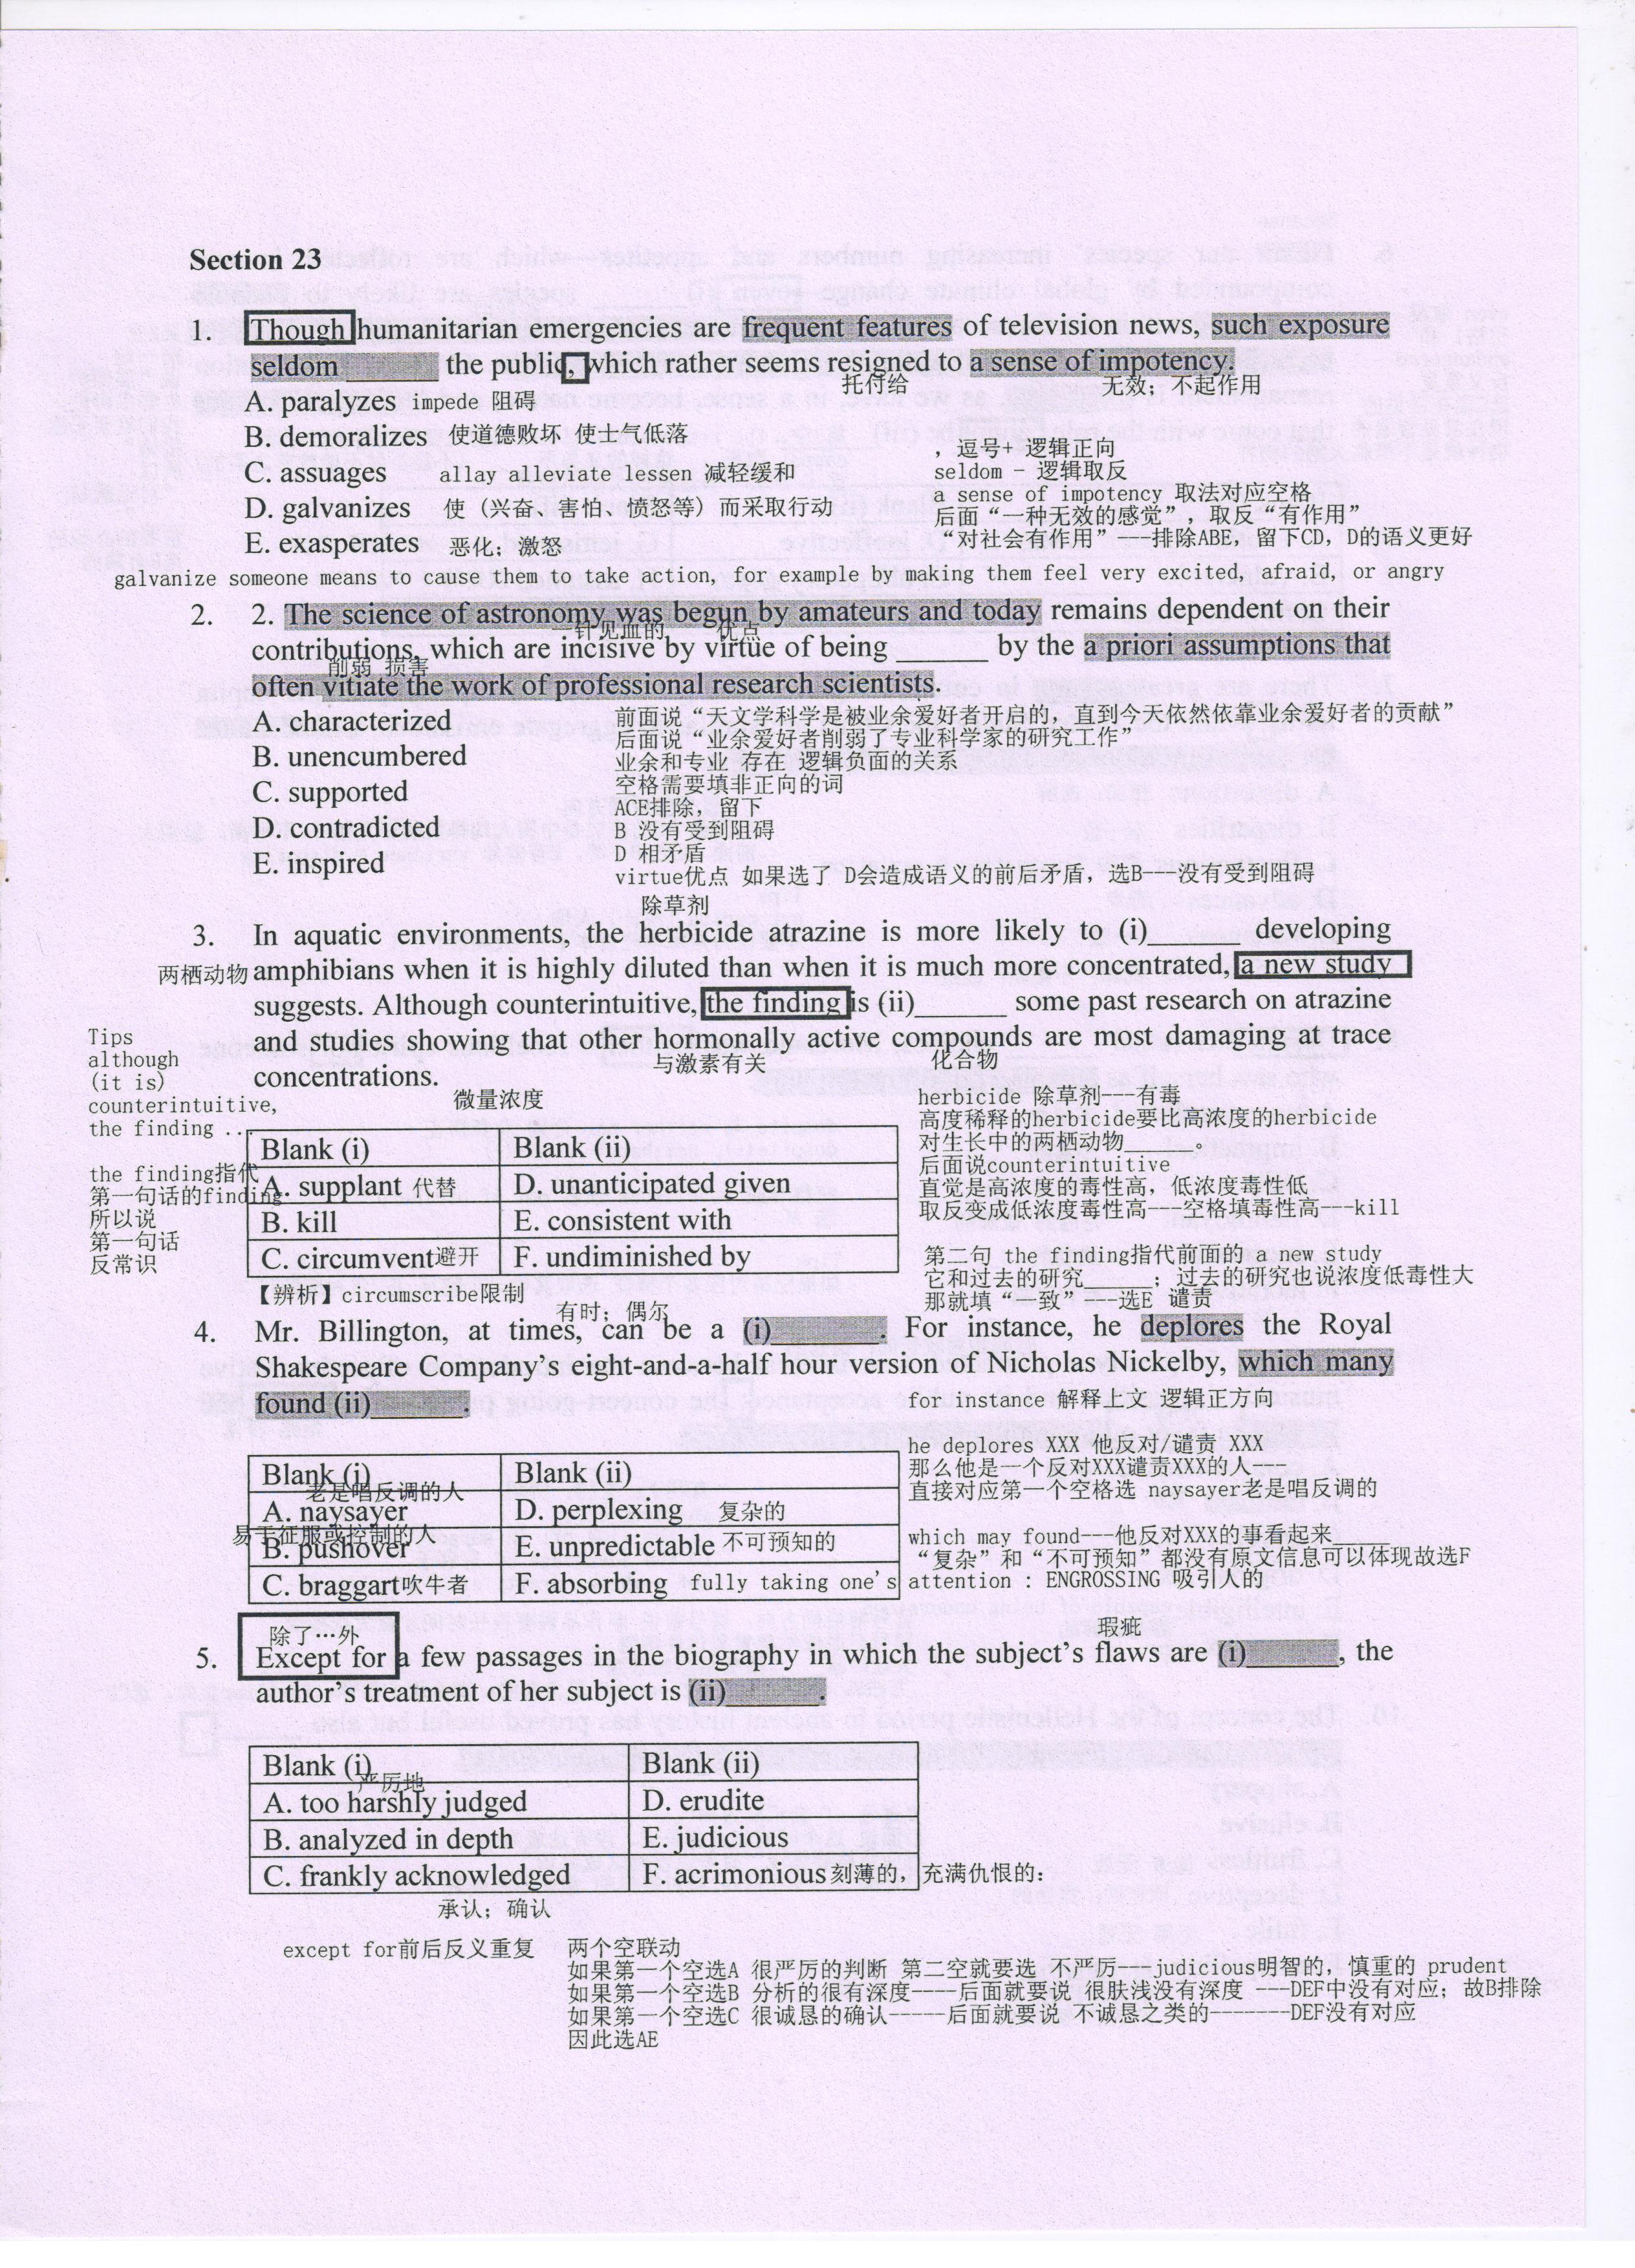 Section 23
1. Though humanitarian emergencies are frequent features of television news, such exposure
seldom ______ the public, which rather seems resigned to a sense of impotency.
托付给 无效；不起作用
A. paralyzes impede 阻碍
B. demoralizes 使道德败坏 使士气低落
C. assuages allay alleviate lessen 减轻缓和
D. galvanizes 使（兴奋、害怕、愤怒等）而采取行动
E. exasperates 恶化；激怒
，逗号+ 逻辑正向
seldom - 逻辑取反
a sense of impotency 取法对应空格
后面“一种无效的感觉”，取反“有作用”
“对社会有作用”---排除ABE，留下CD，D的语义更好
galvanize someone means to cause them to take action, for example by making them feel very excited, afraid, or angry
2. 2. The science of astronomy was begun by amateurs and today remains dependent on their
一针见血的 优点
contributions, which are incisive by virtue of being ______ by the a priori assumptions that
削弱 损害
often vitiate the work of professional research scientists.
A. characterized
B. unencumbered
C. supported
D. contradicted
E. inspired
前面说“天文学科学是被业余爱好者开启的，直到今天依然依靠业余爱好者的贡献”
后面说“业余爱好者削弱了专业科学家的研究工作”
业余和专业 存在 逻辑负面的关系
空格需要填非正向的词
ACE排除，留下
B 没有受到阻碍
D 相矛盾
virtue优点 如果选了 D会造成语义的前后矛盾，选B---没有受到阻碍
除草剂
3. In aquatic environments, the herbicide atrazine is more likely to (i)______ developing
两栖动物 amphibians when it is highly diluted than when it is much more concentrated, a new study
suggests. Although counterintuitive, the finding is (ii)______ some past research on atrazine
and studies showing that other hormonally active compounds are most damaging at trace
与激素有关 化合物
concentrations.
微量浓度
Tips
although
(it is)
counterintuitive,
the finding ...
the finding指代
第一句话的finding
所以说
第一句话
反常识
Blank (i) Blank (ii)
A. supplant 代替 D. unanticipated given
B. kill E. consistent with
C. circumvent避开 F. undiminished by
【辨析】circumscribe限制
herbicide 除草剂---有毒
高度稀释的herbicide要比高浓度的herbicide
对生长中的两栖动物____。
后面说counterintuitive
直觉是高浓度的毒性高，低浓度毒性低
取反变成低浓度毒性高---空格填毒性高---kill
第二句 the finding指代前面的 a new study
它和过去的研究______；过去的研究也说浓度低毒性大
那就填“一致”---选E 谴责
有时；偶尔
4. Mr. Billington, at times, can be a (i)______. For instance, he deplores the Royal
Shakespeare Company's eight-and-a-half hour version of Nicholas Nickelby, which many
found (ii)______.
for instance 解释上文 逻辑正方向
Blank (i) Blank (ii)
老是唱反调的人
A. naysayer D. perplexing 复杂的
易于征服或控制的人
B. pushover E. unpredictable 不可预知的
C. braggart吹牛者 F. absorbing fully taking one's attention : ENGROSSING 吸引人的
he deplores XXX 他反对/谴责 XXX
那么他是一个反对XXX谴责XXX的人---
直接对应第一个空格选 naysayer老是唱反调的
which may found---他反对XXX的事看起来_____
“复杂”和“不可预知”都没有原文信息可以体现故选F
除了…外 瑕疵
5. Except for a few passages in the biography in which the subject's flaws are (i)______, the
author's treatment of her subject is (ii)______.
Blank (i) Blank (ii)
严厉地
A. too harshly judged D. erudite
B. analyzed in depth E. judicious
C. frankly acknowledged F. acrimonious 刻薄的，充满仇恨的：
承认；确认
except for前后反义重复
两个空联动
如果第一个空选A 很严厉的判断 第二空就要选 不严厉---judicious明智的，慎重的 prudent
如果第一个空选B 分析的很有深度----后面就要说 很肤浅没有深度 ---DEF中没有对应；故B排除
如果第一个空选C 很诚恳的确认-----后面就要说 不诚恳之类的-------DEF没有对应
因此选AE